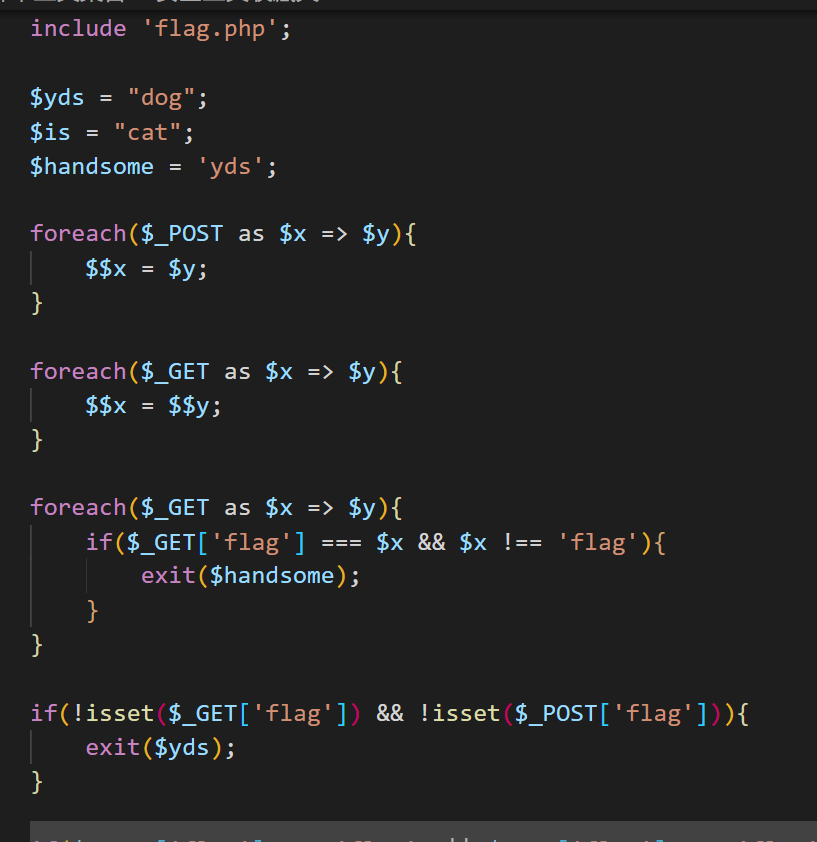 include 'flag.php';
$yds = "dog";
$is = "cat";
$handsome = 'yds';
foreach($_POST as $x => $y){
    $$x = $y;
}
foreach($_GET as $x => $y){
    $$x = $$y;
}
foreach($_GET as $x => $y){
    if($_GET['flag'] === $x && $x !== 'flag'){
        exit($handsome);
    }
}
if(!isset($_GET['flag']) && !isset($_POST['flag'])){
    exit($yds);
}